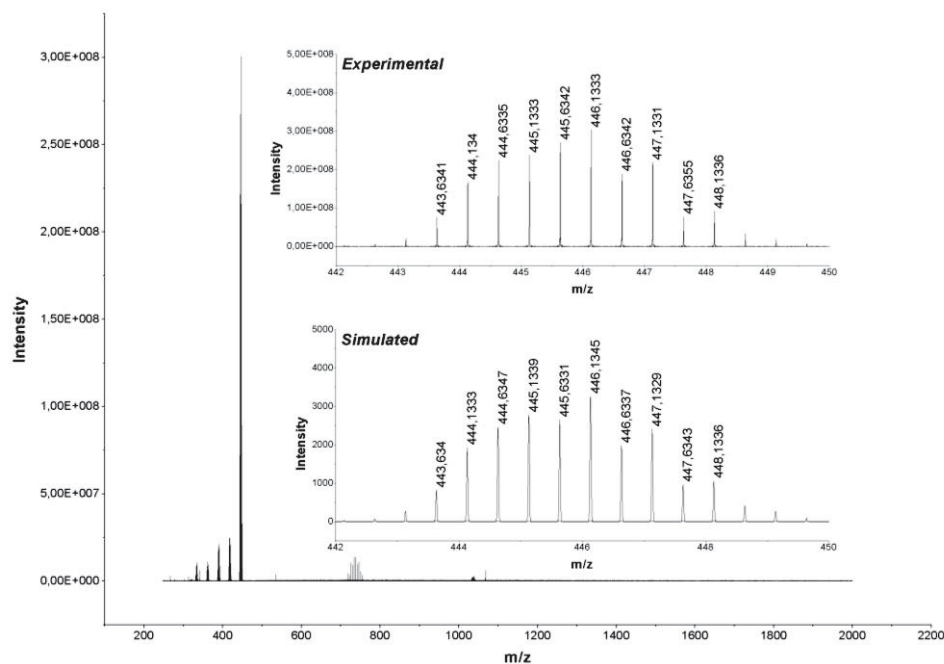 3,00E+008
2,50E+008
2,00E+008
1,50E+008
1,00E+008
5,00E+007
0,00E+000
Intensity
200 400 600 800 1000 1200 1400 1600 1800 2000 2200
m/z
Experimental
5,00E+008
4,00E+008
3,00E+008
2,00E+008
1,00E+008
0,00E+000
Intensity
443,6341
444,134
444,6335
445,1333
445,6342
446,1333
446,6342
447,1331
447,6355
448,1336
442 443 444 445 446 447 448 449 450
m/z
Simulated
5000
4000
3000
2000
1000
0
Intensity
443,634
444,1333
444,6347
445,1339
445,6331
446,1345
446,6337
447,1329
447,6343
448,1336
442 444 446 448 450
m/z